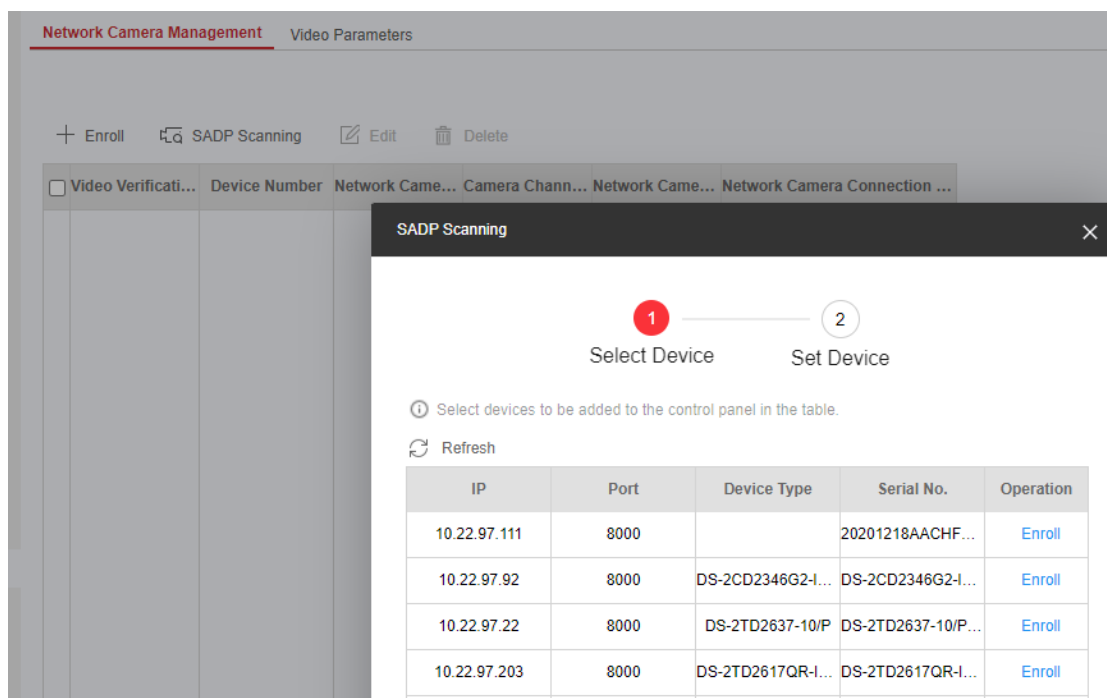 Network Camera Management Video Parameters
Enroll SADP Scanning Edit Delete
Video Verificati... Device Number Network Came... Camera Chann... Network Came... Network Camera Connection ...
SADP Scanning
1 2
Select Device Set Device
Select devices to be added to the control panel in the table.
Refresh
IP Port Device Type Serial No. Operation
10.22.97.111 8000 20201218AACHF... Enroll
10.22.97.92 8000 DS-2CD2346G2-I... DS-2CD2346G2-I... Enroll
10.22.97.22 8000 DS-2TD2637-10/P DS-2TD2637-10/P... Enroll
10.22.97.203 8000 DS-2TD2617QR-I... DS-2TD2617QR-I... Enroll